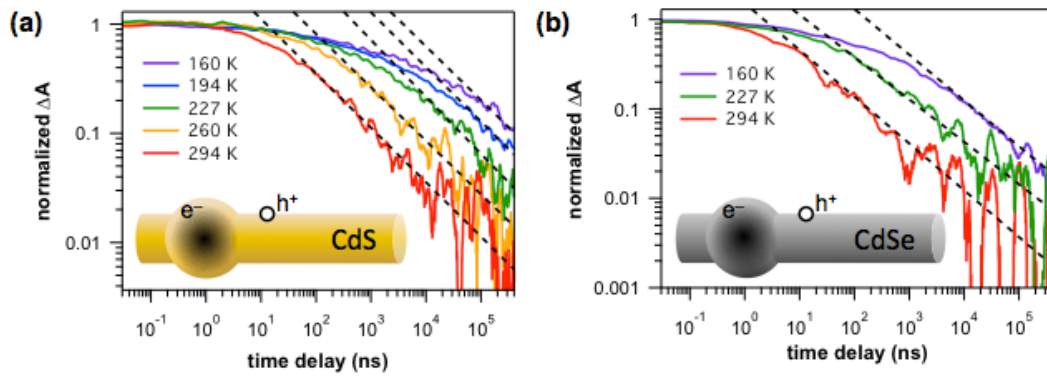 (a)
normalized ΔA
1
0.1
0.01
160 K
194 K
227 K
260 K
294 K
e⁻
h⁺
CdS
10⁻¹ 10⁰ 10¹ 10² 10³ 10⁴ 10⁵
time delay (ns)
(b)
normalized ΔA
1
0.1
0.01
0.001
160 K
227 K
294 K
e⁻
h⁺
CdSe
10⁻¹ 10⁰ 10¹ 10² 10³ 10⁴ 10⁵
time delay (ns)